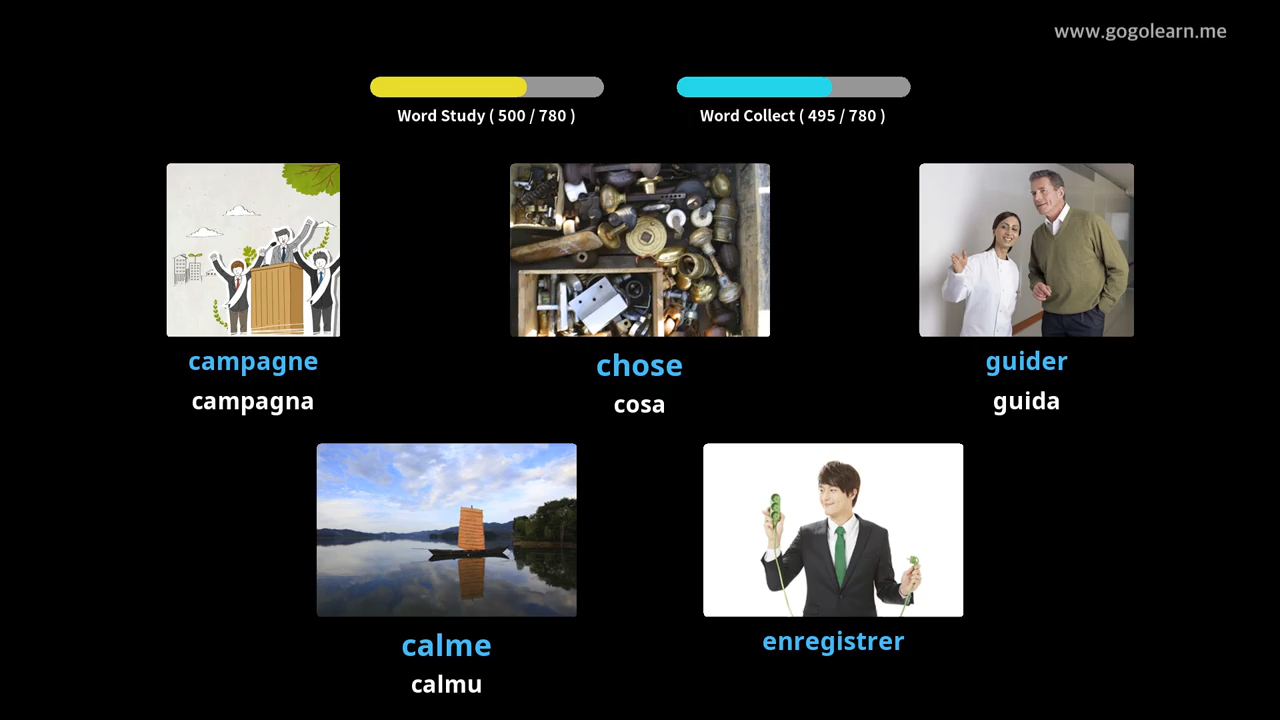 www.gogolearn.me
Word Study ( 500 / 780 )
Word Collect ( 495 / 780 )
campagne
campagna
chose
cosa
guider
guida
calme
calmu
enregistrer